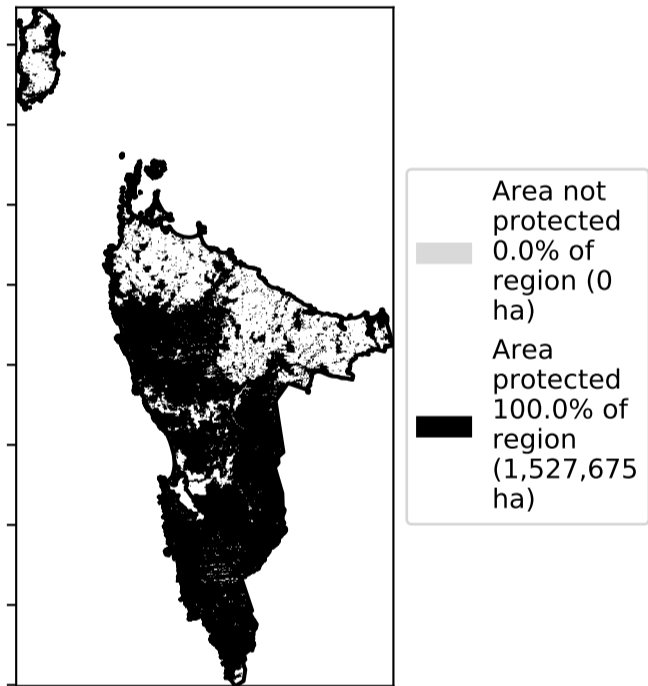 Area not
protected
0.0% of
region (0
ha)
Area
protected
100.0% of
region
(1,527,675
ha)